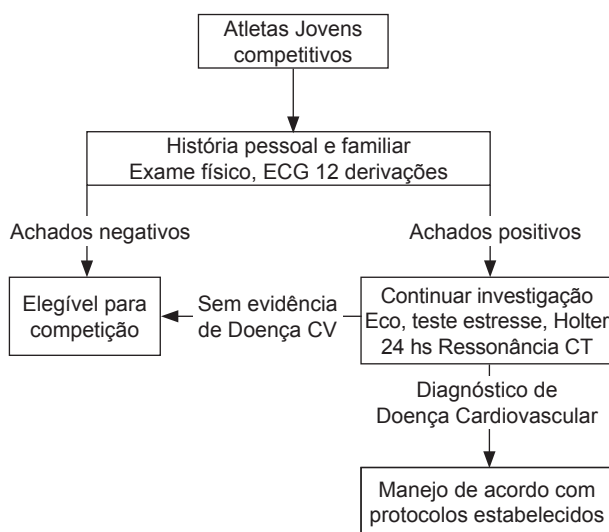 Atletas Jovens
competitivos
História pessoal e familiar
Exame físico, ECG 12 derivações
Achados negativos
Achados positivos
Elegível para
competição
Sem evidência
de Doença CV
Continuar investigação
Eco, teste estresse, Holter
24 hs Ressonância CT
Diagnóstico de
Doença Cardiovascular
Manejo de acordo com
protocolos estabelecidos